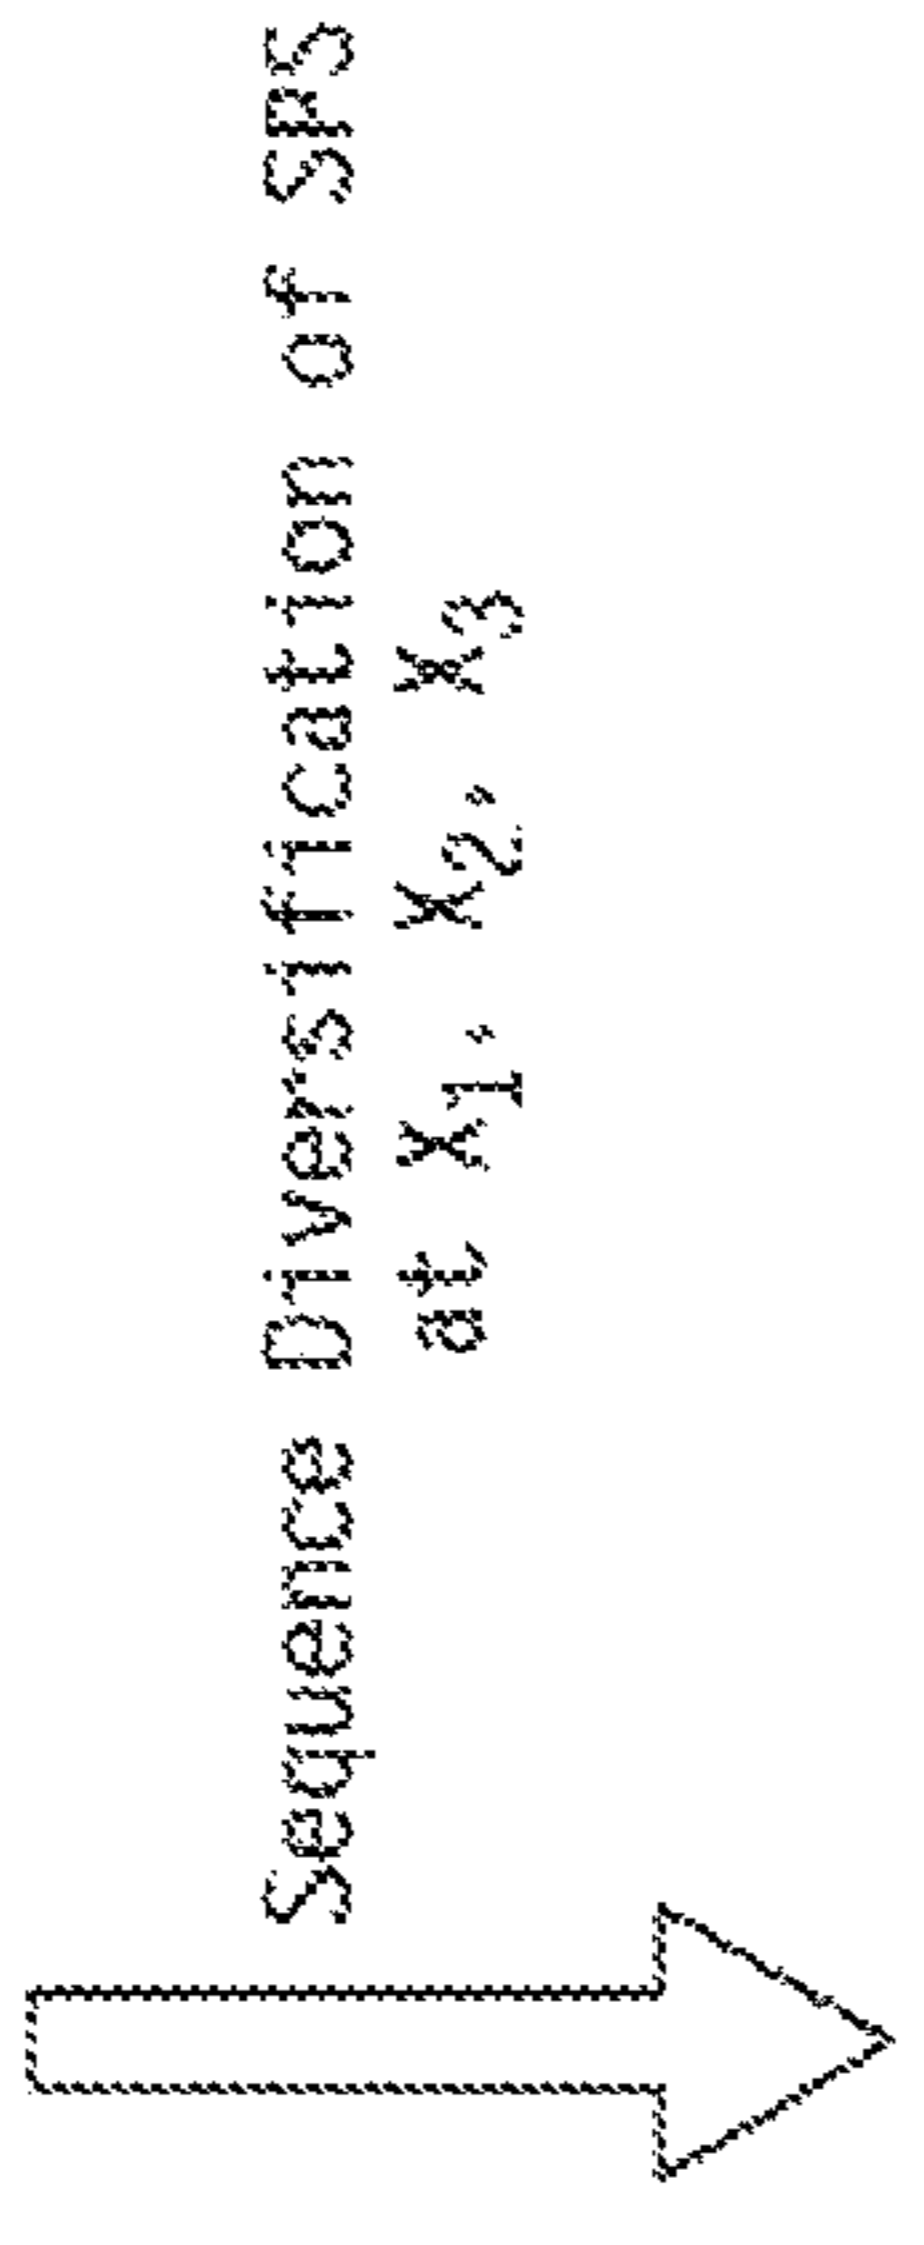 Sequence Diversification of SPS
at X₁, X₂, X₃